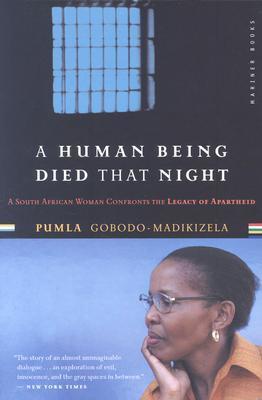 MARINER BOOKS
A HUMAN BEING
DIED THAT NIGHT
A SOUTH AFRICAN WOMAN CONFRONTS THE LEGACY OF APARTHEID
PUMLA GOBODO-MADIKIZELA
"The story of an almost unimaginable
dialogue . . . an exploration of evil,
innocence, and the gray spaces in between."
— NEW YORK TIMES